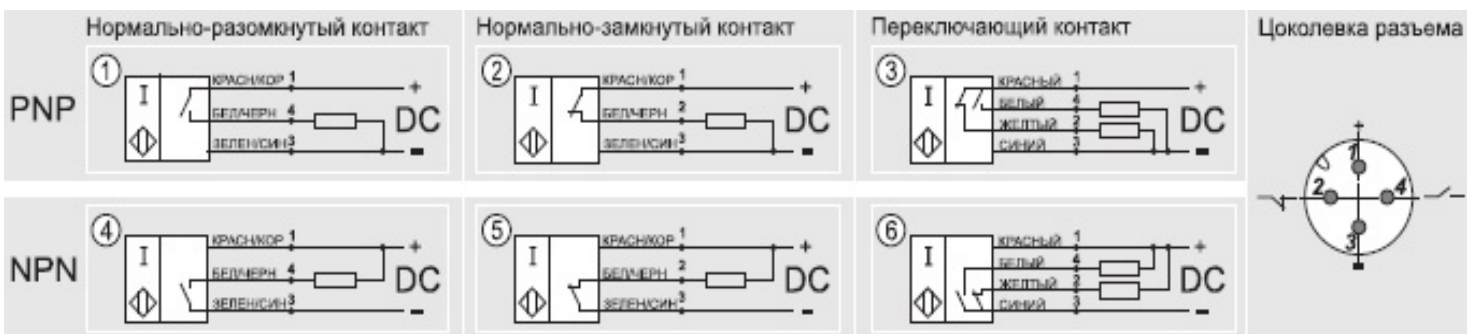 Нормально-разомкнутый контакт
Нормально-замкнутый контакт
Переключающий контакт
Цоколевка разъема
PNP
1
I
КРАСН/КОР 1
БЕЛ/ЧЕРН 4
ЗЕЛЕН/СИН 3
+
DC
-
2
I
КРАСН/КОР 1
БЕЛ/ЧЕРН 2
ЗЕЛЕН/СИН 3
+
DC
-
3
I
КРАСНЫЙ 1
БЕЛЫЙ 4
ЖЕЛТЫЙ 2
СИНИЙ 3
+
DC
-
+
1
2
4
3
-
NPN
4
I
КРАСН/КОР 1
БЕЛ/ЧЕРН 4
ЗЕЛЕН/СИН 3
+
DC
-
5
I
КРАСН/КОР 1
БЕЛ/ЧЕРН 2
ЗЕЛЕН/СИН 3
+
DC
-
6
I
КРАСНЫЙ 1
БЕЛЫЙ 4
ЖЕЛТЫЙ 2
СИНИЙ 3
+
DC
-